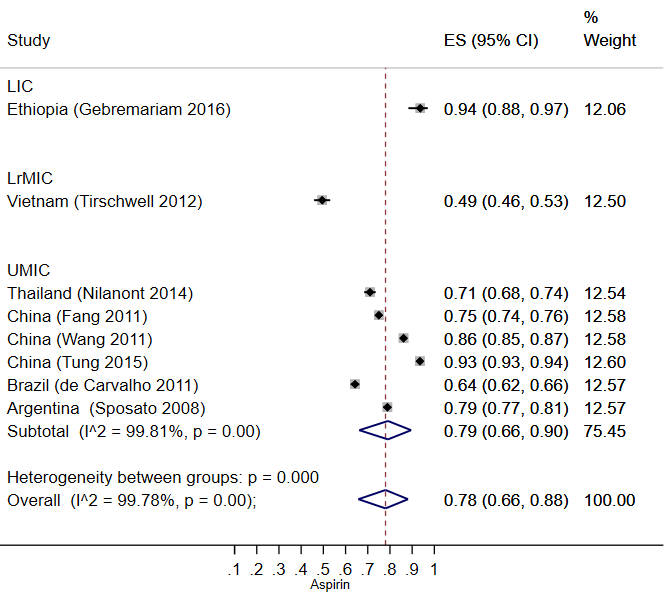 %
Study ES (95% CI) Weight
LIC
Ethiopia (Gebremariam 2016) 0.94 (0.88, 0.97) 12.06
LrMIC
Vietnam (Tirschwell 2012) 0.49 (0.46, 0.53) 12.50
UMIC
Thailand (Nilanont 2014) 0.71 (0.68, 0.74) 12.54
China (Fang 2011) 0.75 (0.74, 0.76) 12.58
China (Wang 2011) 0.86 (0.85, 0.87) 12.58
China (Tung 2015) 0.93 (0.93, 0.94) 12.60
Brazil (de Carvalho 2011) 0.64 (0.62, 0.66) 12.57
Argentina (Sposato 2008) 0.79 (0.77, 0.81) 12.57
Subtotal (I^2 = 99.81%, p = 0.00) 0.79 (0.66, 0.90) 75.45
Heterogeneity between groups: p = 0.000
Overall (I^2 = 99.78%, p = 0.00); 0.78 (0.66, 0.88) 100.00
.1 .2 .3 .4 .5 .6 .7 .8 .9 1
Aspirin